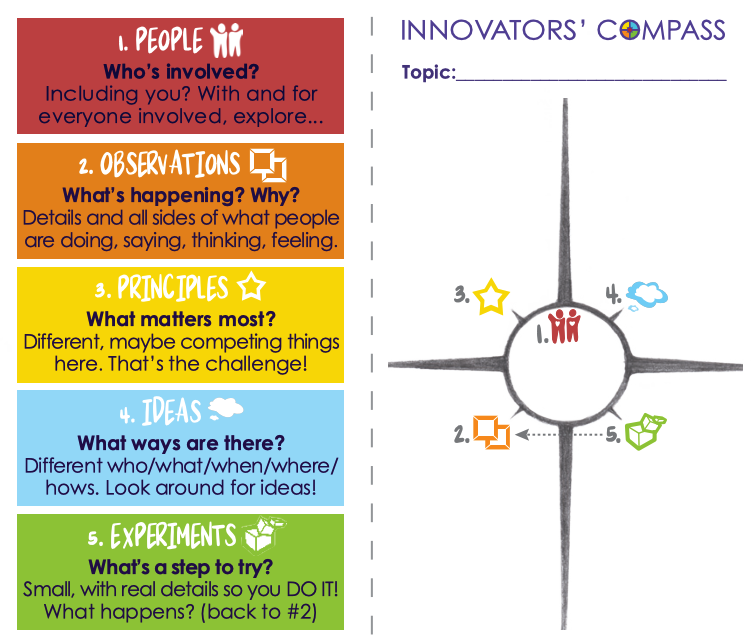 1. PEOPLE
Who's involved?
Including you? With and for
everyone involved, explore...
2. OBSERVATIONS
What's happening? Why?
Details and all sides of what people
are doing, saying, thinking, feeling.
3. PRINCIPLES
What matters most?
Different, maybe competing things
here. That's the challenge!
4. IDEAS
What ways are there?
Different who/what/when/where/
hows. Look around for ideas!
5. EXPERIMENTS
What's a step to try?
Small, with real details so you DO IT!
What happens? (back to #2)
INNOVATORS' COMPASS
Topic:____________________________
3.
4.
1.
2.
5.